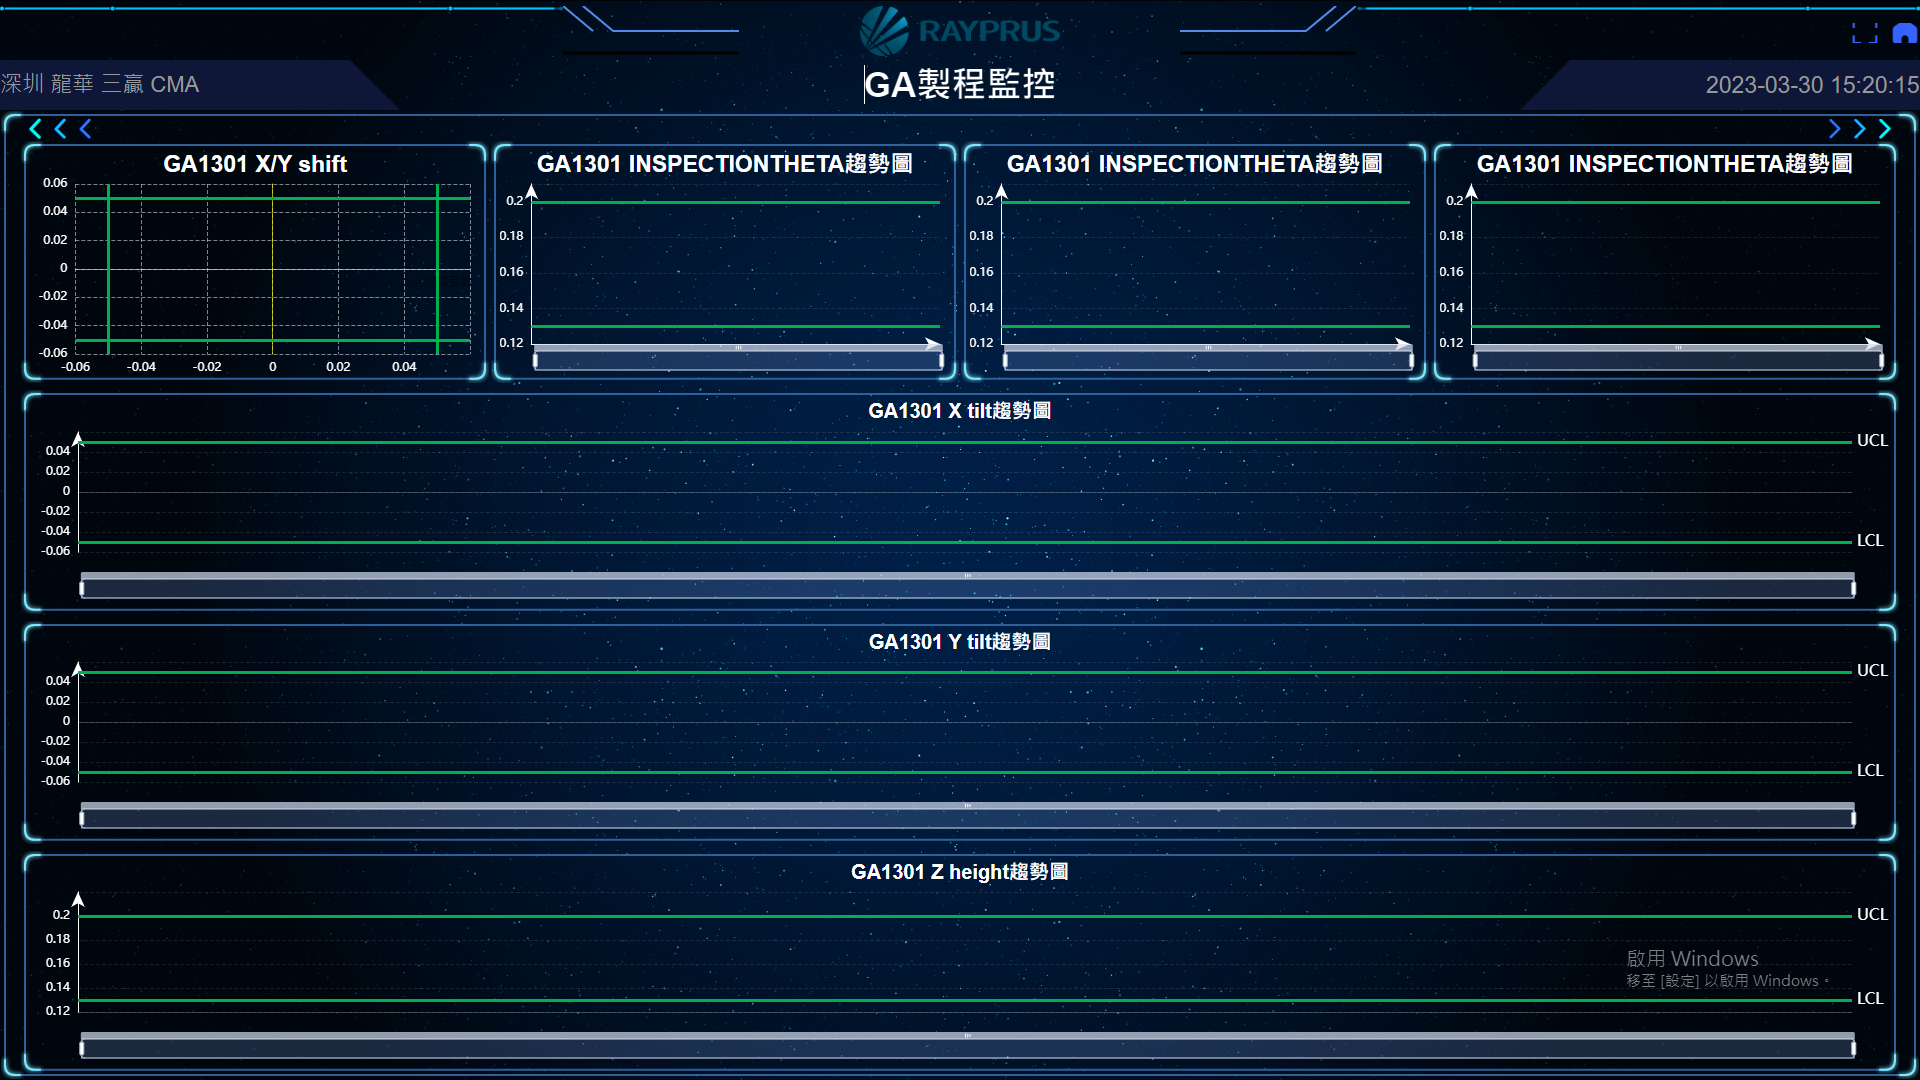 RAYPRUS
深圳 龍華 三贏 CMA
GA製程監控
2023-03-30 15:20:15
GA1301 X/Y shift
0.06
0.04
0.02
0
-0.02
-0.04
-0.06
-0.06 -0.04 -0.02 0 0.02 0.04
GA1301 INSPECTIONTHETA趨勢圖
0.2
0.18
0.16
0.14
0.12
GA1301 INSPECTIONTHETA趨勢圖
0.2
0.18
0.16
0.14
0.12
GA1301 INSPECTIONTHETA趨勢圖
0.2
0.18
0.16
0.14
0.12
GA1301 X tilt趨勢圖
UCL
0.04
0.02
0
-0.02
-0.04
-0.06
LCL
GA1301 Y tilt趨勢圖
UCL
0.04
0.02
0
-0.02
-0.04
-0.06
LCL
GA1301 Z height趨勢圖
UCL
0.2
0.18
0.16
0.14
0.12
LCL
啟用 Windows
移至 [設定] 以啟用 Windows。